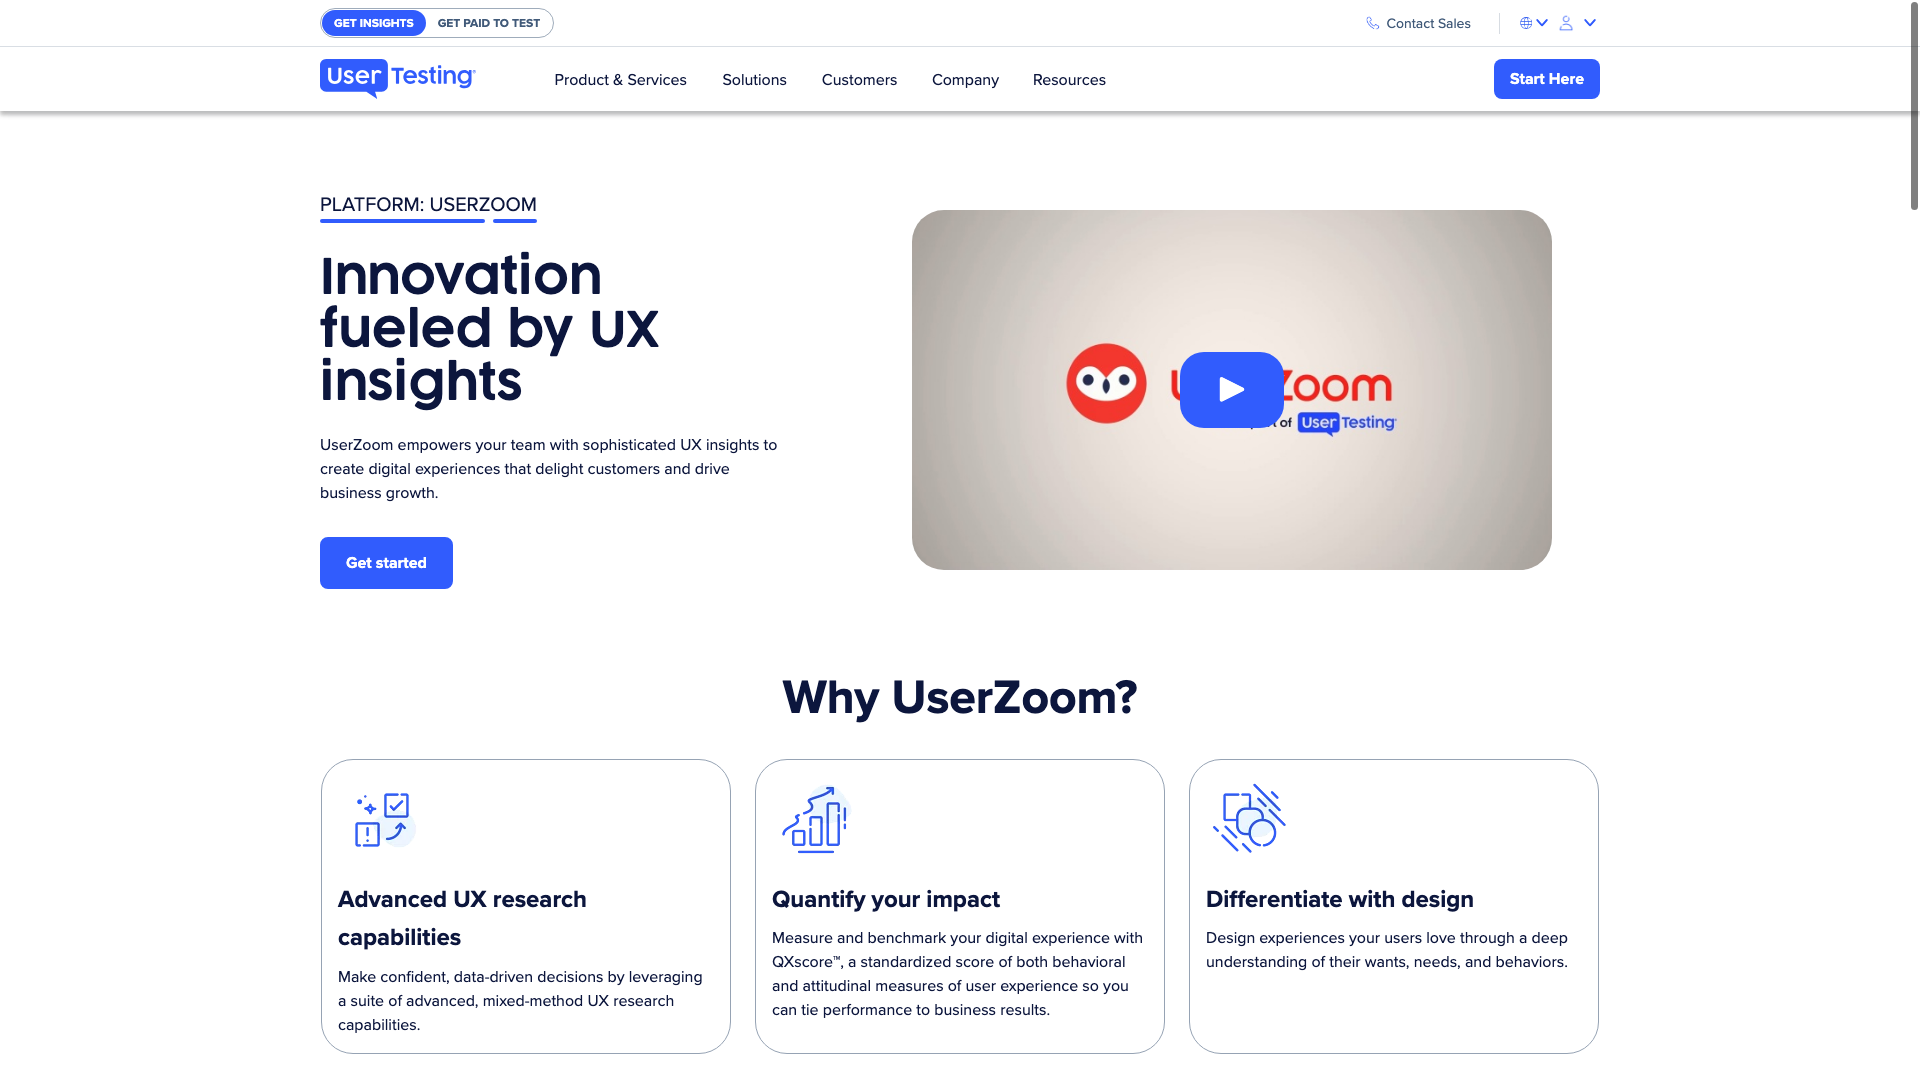 GET INSIGHTS
GET PAID TO TEST
Contact Sales
User Testing
Product & Services
Solutions
Customers
Company
Resources
Start Here
PLATFORM: USERZOOM
Innovation
fueled by UX
insights
UserZoom empowers your team with sophisticated UX insights to
create digital experiences that delight customers and drive
business growth.
Get started
of User Testing
Why UserZoom?
Advanced UX research
capabilities
Make confident, data-driven decisions by leveraging
a suite of advanced, mixed-method UX research
capabilities.
Quantify your impact
Measure and benchmark your digital experience with
QXscore™, a standardized score of both behavioral
and attitudinal measures of user experience so you
can tie performance to business results.
Differentiate with design
Design experiences your users love through a deep
understanding of their wants, needs, and behaviors.